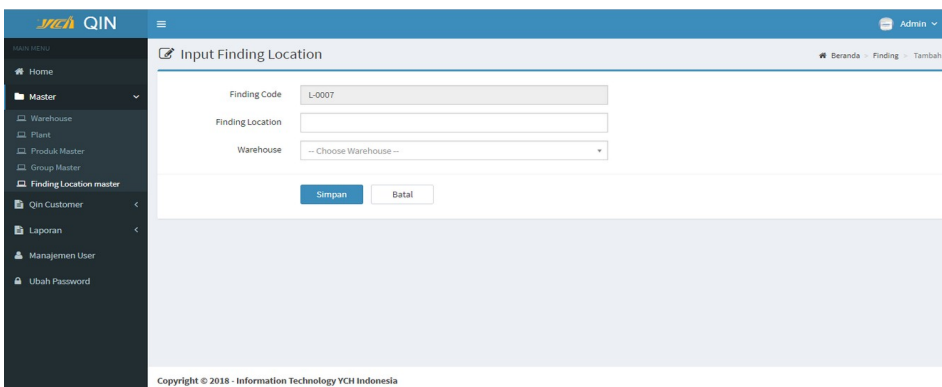 ych QIN
Admin
MAIN MENU
Input Finding Location
Beranda > Finding > Tambah
Home
Master
Finding Code L-0007
Warehouse
Finding Location
Plant
Warehouse -- Choose Warehouse --
Produk Master
Group Master
Finding Location master
Simpan Batal
Qin Customer
Laporan
Manajemen User
Ubah Password
Copyright © 2018 - Information Technology YCH Indonesia